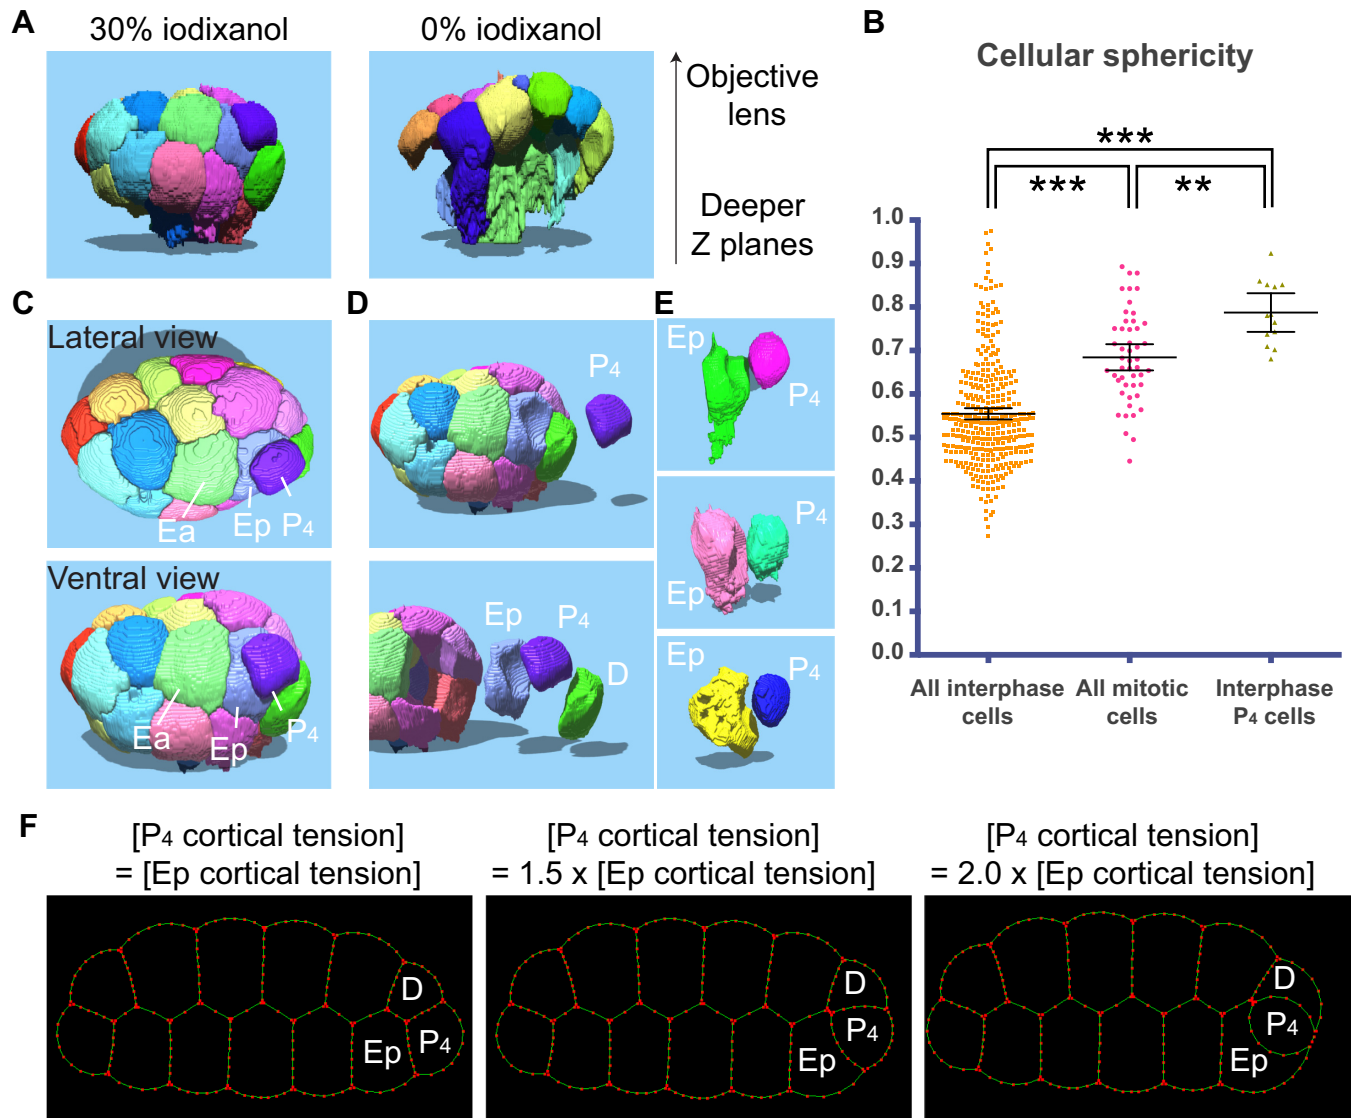 A
30% iodixanol
0% iodixanol
Objective
lens
Deeper
Z planes
B
Cellular sphericity
***
***
**
1.0
0.9
0.8
0.7
0.6
0.5
0.4
0.3
0.2
0.1
0.0
All interphase
cells
All mitotic
cells
Interphase
P4 cells
C
Lateral view
Ea
Ep
P4
Ventral view
Ea
Ep
P4
D
P4
Ep
P4
D
E
Ep
P4
P4
Ep
Ep
P4
F
[P4 cortical tension]
= [Ep cortical tension]
[P4 cortical tension]
= 1.5 x [Ep cortical tension]
[P4 cortical tension]
= 2.0 x [Ep cortical tension]
D
P4
Ep
D
P4
Ep
D
P4
Ep